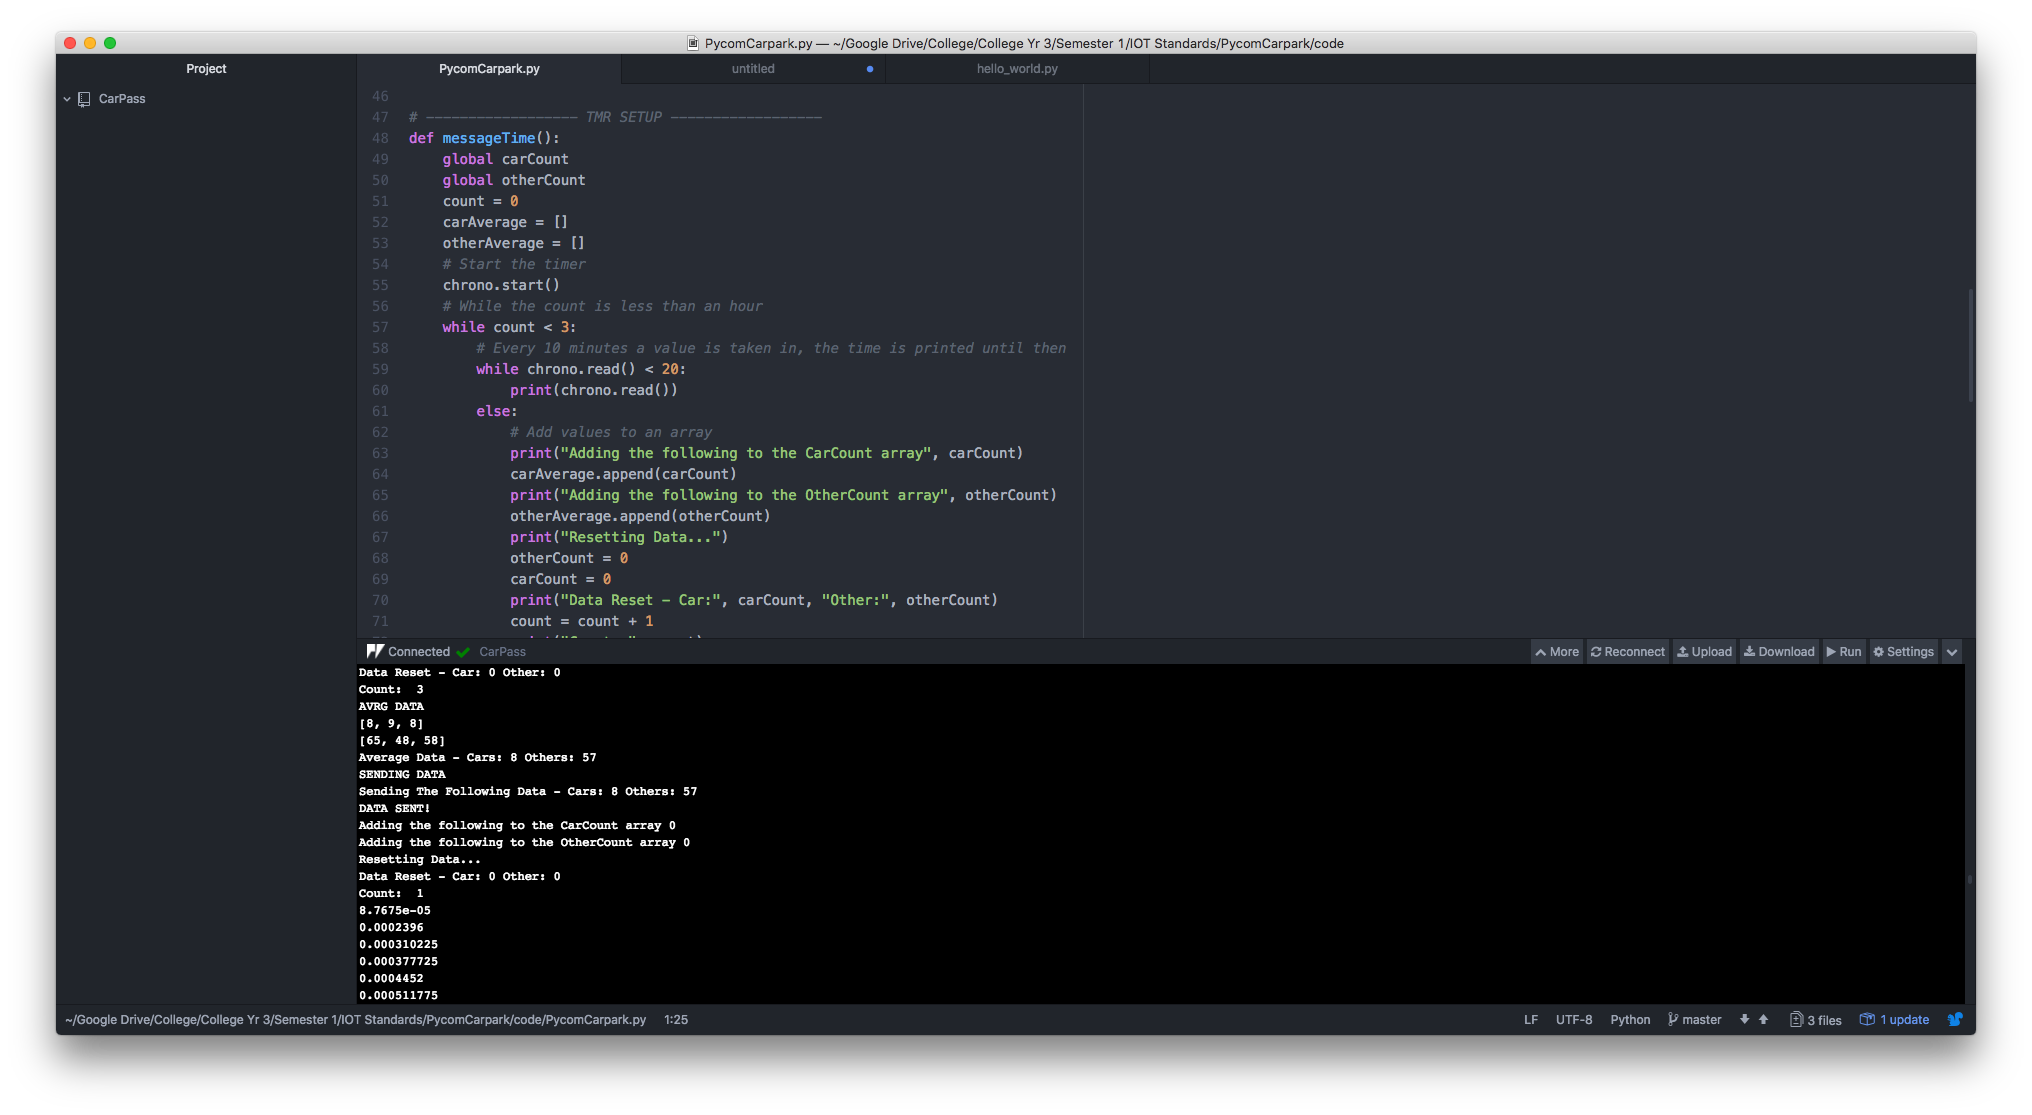 PycomCarpark.py — ~/Google Drive/College/College Yr 3/Semester 1/IOT Standards/PycomCarpark/code
Project
PycomCarpark.py
untitled
hello_world.py
CarPass
46
47 # ------------------ TMR SETUP ------------------
48 def messageTime():
49     global carCount
50     global otherCount
51     count = 0
52     carAverage = []
53     otherAverage = []
54     # Start the timer
55     chrono.start()
56     # While the count is less than an hour
57     while count < 3:
58         # Every 10 minutes a value is taken in, the time is printed until then
59         while chrono.read() < 20:
60             print(chrono.read())
61         else:
62             # Add values to an array
63             print("Adding the following to the CarCount array", carCount)
64             carAverage.append(carCount)
65             print("Adding the following to the OtherCount array", otherCount)
66             otherAverage.append(otherCount)
67             print("Resetting Data...")
68             otherCount = 0
69             carCount = 0
70             print("Data Reset - Car:", carCount, "Other:", otherCount)
71             count = count + 1
Connected CarPass More Reconnect Upload Download Run Settings
Data Reset - Car: 0 Other: 0
Count:  3
AVRG DATA
[8, 9, 8]
[65, 48, 58]
Average Data - Cars: 8 Others: 57
SENDING DATA
Sending The Following Data - Cars: 8 Others: 57
DATA SENT!
Adding the following to the CarCount array 0
Adding the following to the OtherCount array 0
Resetting Data...
Data Reset - Car: 0 Other: 0
Count:  1
8.7675e-05
0.0002396
0.000310225
0.000377725
0.0004452
0.000511775
~/Google Drive/College/College Yr 3/Semester 1/IOT Standards/PycomCarpark/code/PycomCarpark.py 1:25 LF UTF-8 Python master 3 files 1 update